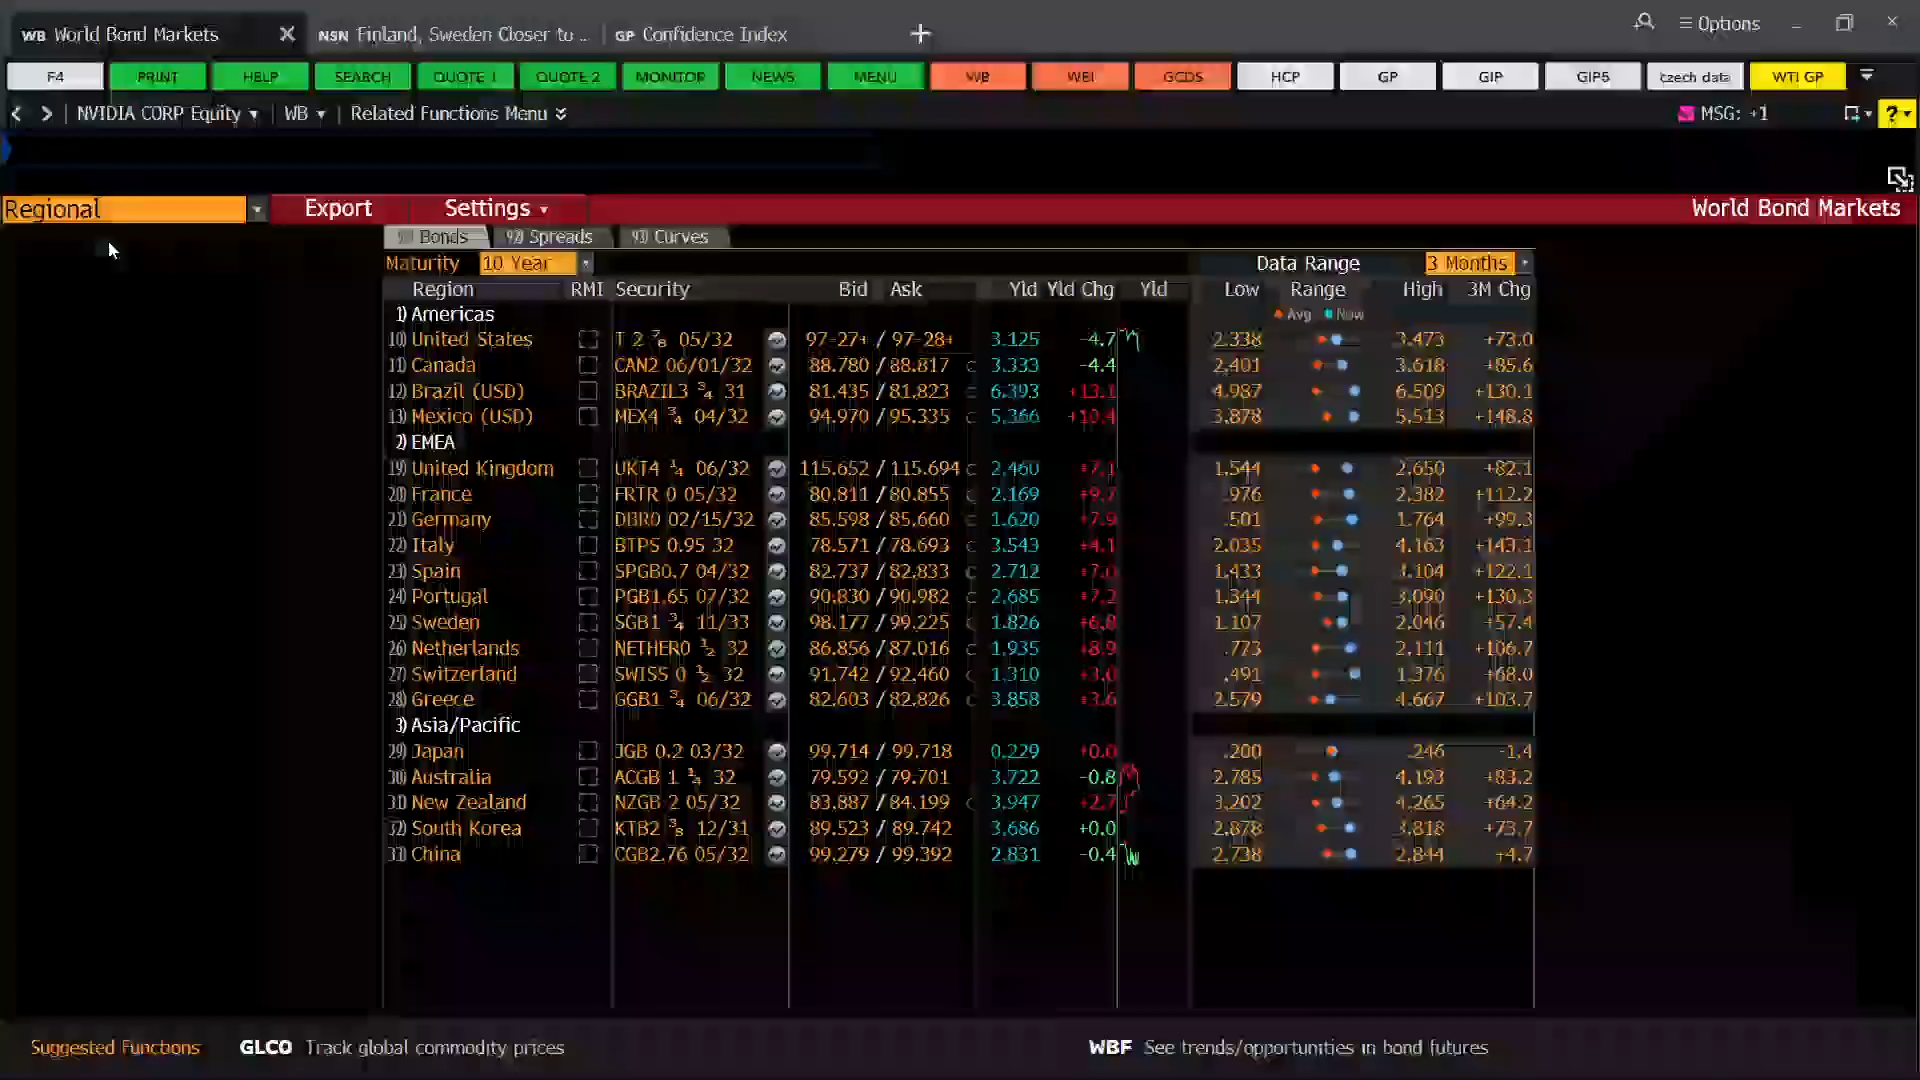 WB World Bond Markets NSN Finland, Sweden Closer to ... GP Confidence Index Options
F4 PRINT HELP SEARCH QUOTE 1 QUOTE 2 MONITOR NEWS MENU WB WBI GCDS HCP GP GIP GIP5 czech data WTI GP
NVIDIA CORP Equity WB Related Functions Menu MSG: +1 ?
Regional Export Settings World Bond Markets
Bonds 92) Spreads 93) Curves
Maturity 10 Year Data Range 3 Months
Region RMI Security Bid Ask Yld Yld Chg Yld Low Range High 3M Chg
1) Americas Avg Now
10) United States T 2 ⅞ 05/32 97-27+ / 97-28+ 3.125 -4.7 2.338 3.473 +73.0
11) Canada CAN2 06/01/32 88.780 / 88.817 C 3.333 -4.4 2.401 3.618 +85.6
12) Brazil (USD) BRAZIL3 ¾ 31 81.435 / 81.823 C 6.393 +13.1 4.987 6.509 +130.1
13) Mexico (USD) MEX4 ¾ 04/32 94.970 / 95.335 C 5.366 +10.4 3.878 5.513 +148.8
2) EMEA
19) United Kingdom UKT4 ¼ 06/32 115.652 / 115.694 C 2.460 +7.1 1.544 2.650 +82.1
20) France FRTR 0 05/32 80.811 / 80.855 C 2.169 +9.7 .976 2.382 +112.2
21) Germany DBR0 02/15/32 85.598 / 85.660 C 1.620 +7.9 .501 1.764 +99.3
22) Italy BTPS 0.95 32 78.571 / 78.693 C 3.543 +4.1 2.035 4.163 +143.1
23) Spain SPGB0.7 04/32 82.737 / 82.833 C 2.712 +7.0 1.433 3.104 +122.1
24) Portugal PGB1.65 07/32 90.830 / 90.982 C 2.685 +7.2 1.344 3.090 +130.3
25) Sweden SGB1 ¾ 11/33 98.177 / 99.225 C 1.826 +6.8 1.107 2.046 +57.4
26) Netherlands NETHER0 ½ 32 86.856 / 87.016 C 1.935 +8.9 .773 2.111 +106.7
27) Switzerland SWISS 0 ½ 32 91.742 / 92.460 C 1.310 +3.0 .491 1.376 +68.0
28) Greece GGB1 ¾ 06/32 82.603 / 82.826 C 3.858 +3.6 2.579 4.667 +103.7
3) Asia/Pacific
29) Japan JGB 0.2 03/32 99.714 / 99.718 0.229 +0.0 .200 .246 -1.4
30) Australia ACGB 1 ¼ 32 79.592 / 79.701 3.722 -0.8 2.785 4.193 +83.2
31) New Zealand NZGB 2 05/32 83.887 / 84.199 C 3.947 +2.7 3.202 4.265 +64.2
32) South Korea KTB2 ⅜ 12/31 89.523 / 89.742 3.686 +0.0 2.878 3.818 +73.7
33) China CGB2.76 05/32 99.279 / 99.392 2.831 -0.4 2.738 2.844 +4.7
Suggested Functions GLCO Track global commodity prices WBF See trends/opportunities in bond futures